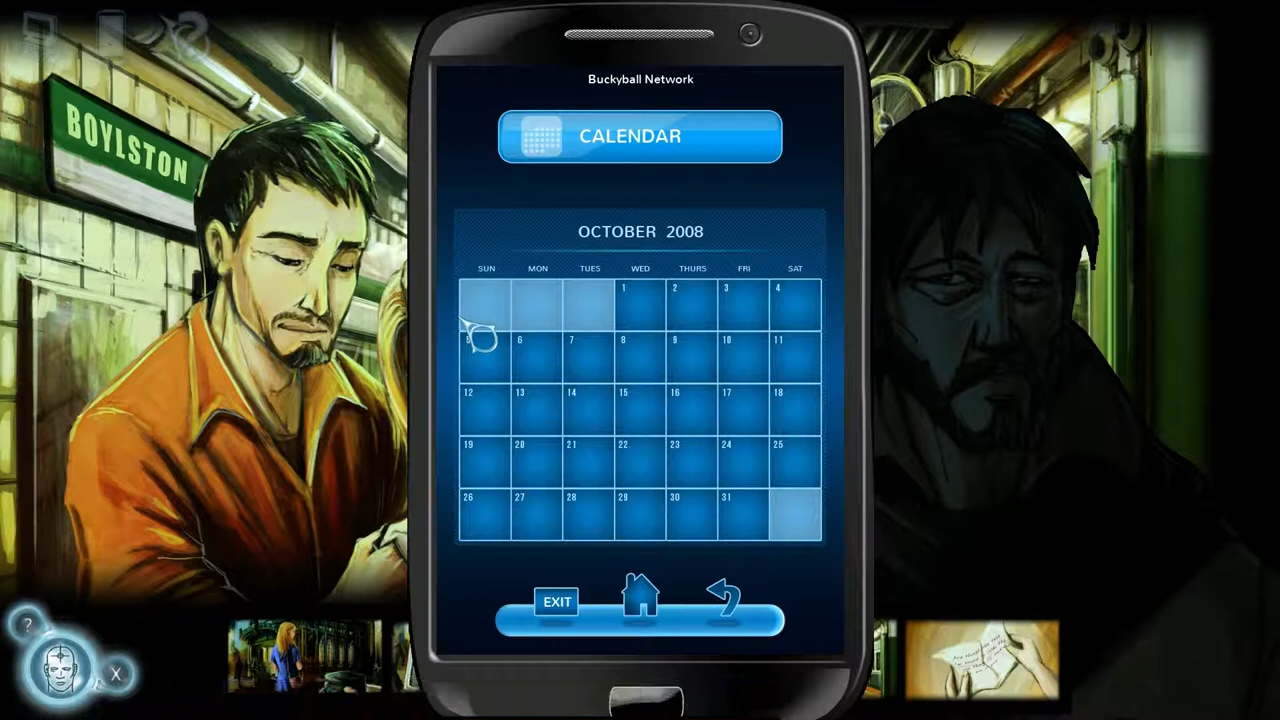 BOYLSTON
Buckyball Network
CALENDAR
OCTOBER 2008
SUN MON TUES WED THURS FRI SAT
1 2 3 4
5 6 7 8 9 10 11
12 13 14 15 16 17 18
19 20 21 22 23 24 25
26 27 28 29 30 31
EXIT
?
X